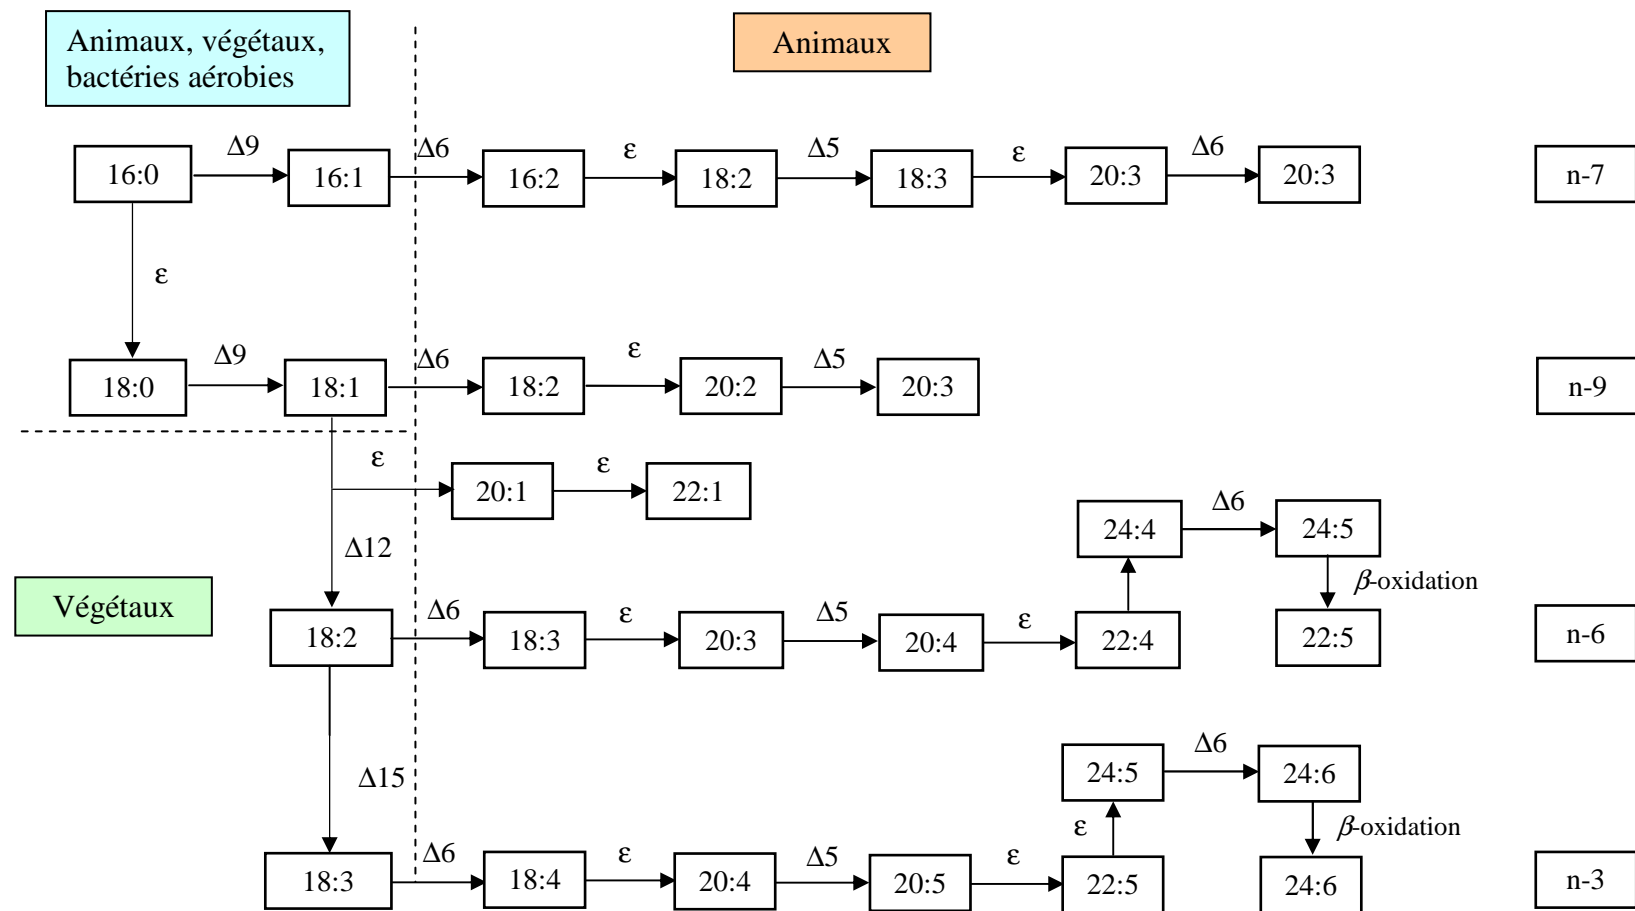 Animaux, végétaux,
bactéries aérobies
Animaux
Δ9 Δ6 ε Δ5 ε Δ6
16:0 16:1 16:2 18:2 18:3 20:3 20:3 n-7
ε
Δ9 Δ6 ε Δ5
18:0 18:1 18:2 20:2 20:3 n-9
ε ε
20:1 22:1
Δ6
24:4 24:5
Δ12
β-oxidation
Végétaux
Δ6 ε Δ5 ε
18:2 18:3 20:3 20:4 22:4 22:5 n-6
Δ6
24:5 24:6
Δ15
ε β-oxidation
Δ6 ε Δ5 ε
18:3 18:4 20:4 20:5 22:5 24:6 n-3